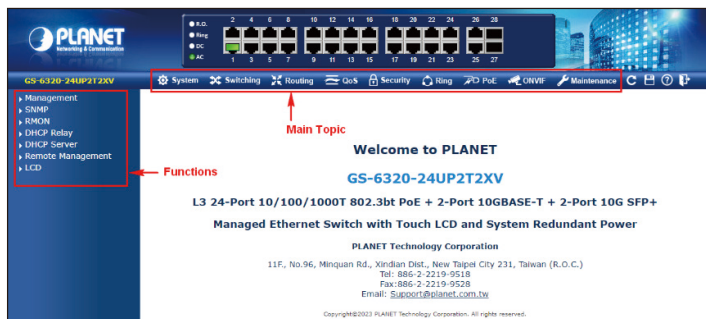 PLANET
Networking & Communication
R.O.
Ring
DC
AC
2 4 6 8 10 12 14 16 18 20 22 24 26 28
1 3 5 7 9 11 13 15 17 19 21 23 25 27
GS-6320-24UP2T2XV
System Switching Routing QoS Security Ring PoE ONVIF Maintenance
Management
SNMP
RMON
DHCP Relay
DHCP Server
Remote Management
LCD
Main Topic
Functions
Welcome to PLANET
GS-6320-24UP2T2XV
L3 24-Port 10/100/1000T 802.3bt PoE + 2-Port 10GBASE-T + 2-Port 10G SFP+
Managed Ethernet Switch with Touch LCD and System Redundant Power
PLANET Technology Corporation
11F., No.96, Minquan Rd., Xindian Dist., New Taipei City 231, Taiwan (R.O.C.)
Tel: 886-2-2219-9518
Fax:886-2-2219-9528
Email: Support@planet.com.tw
Copyright©2023 PLANET Technology Corporation. All rights reserved.